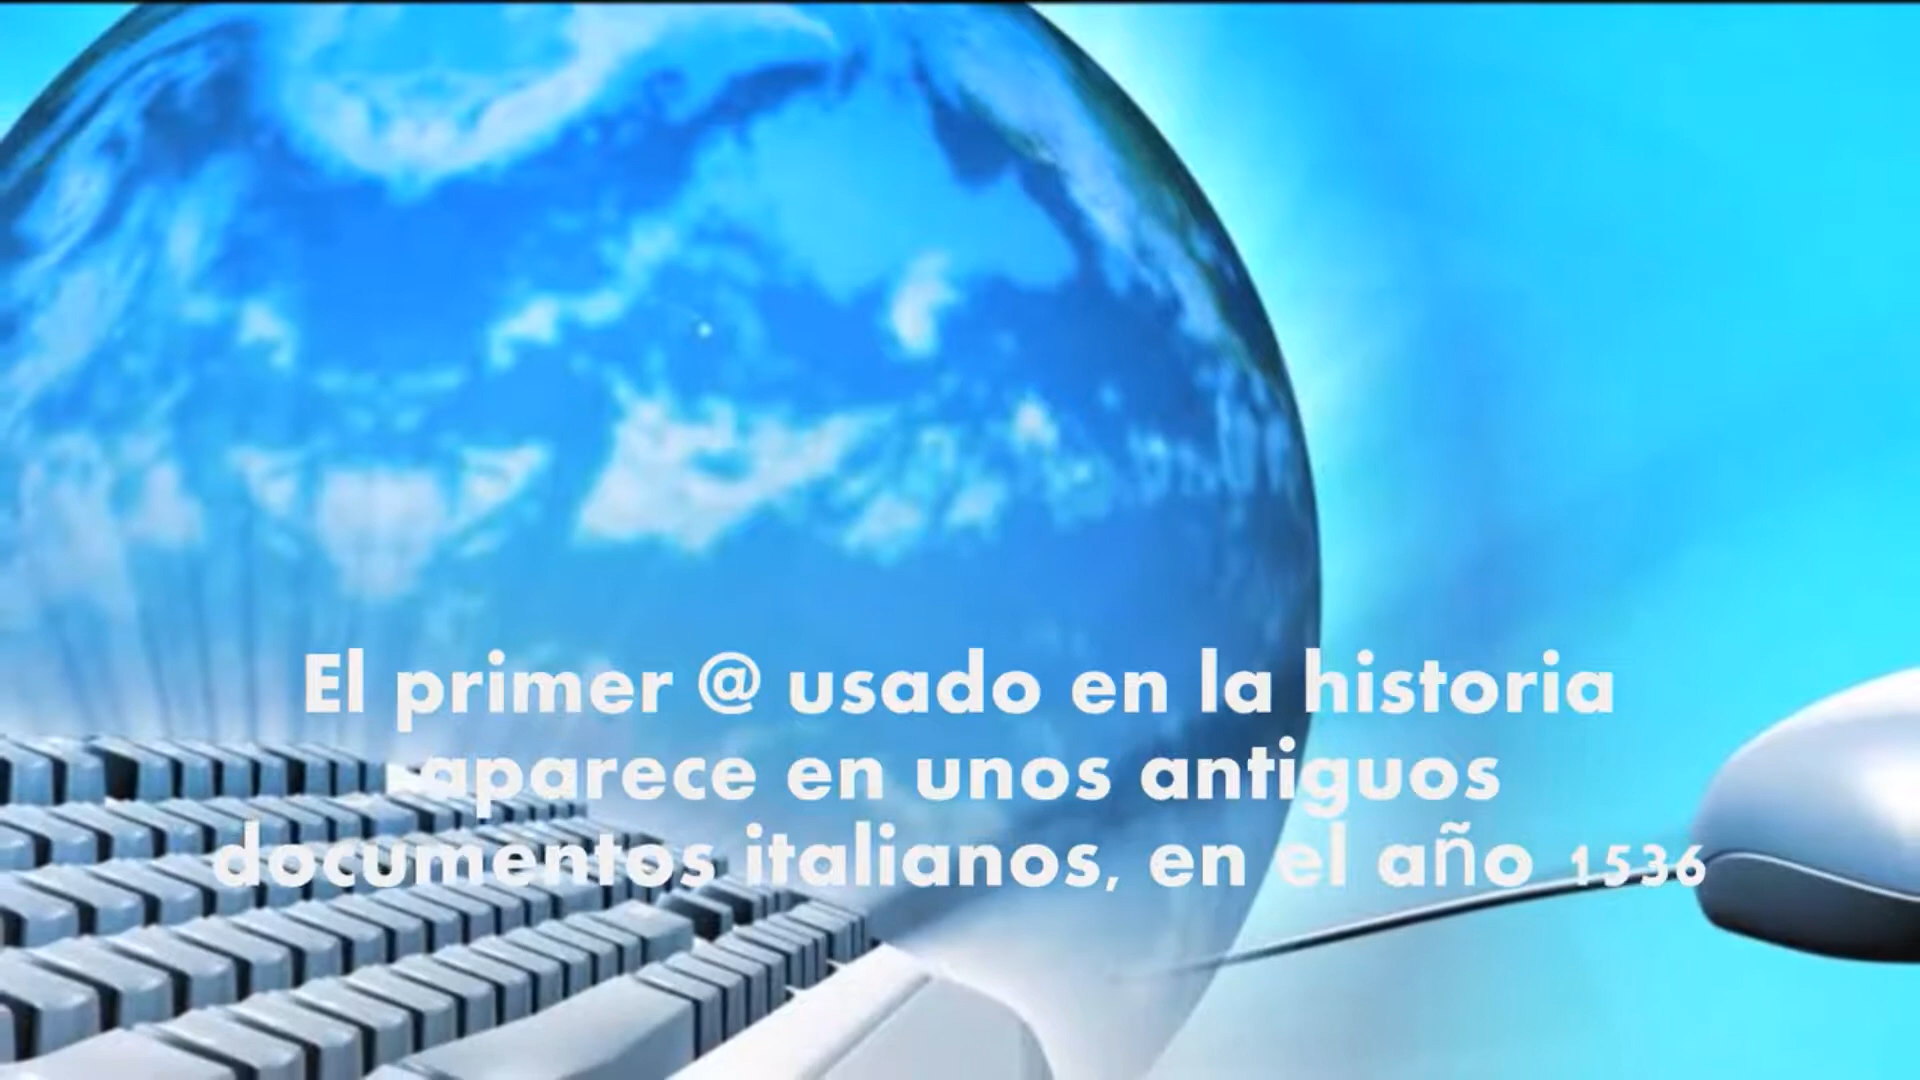 El primer @ usado en la historia
aparece en unos antiguos
documentos italianos, en el año 1536